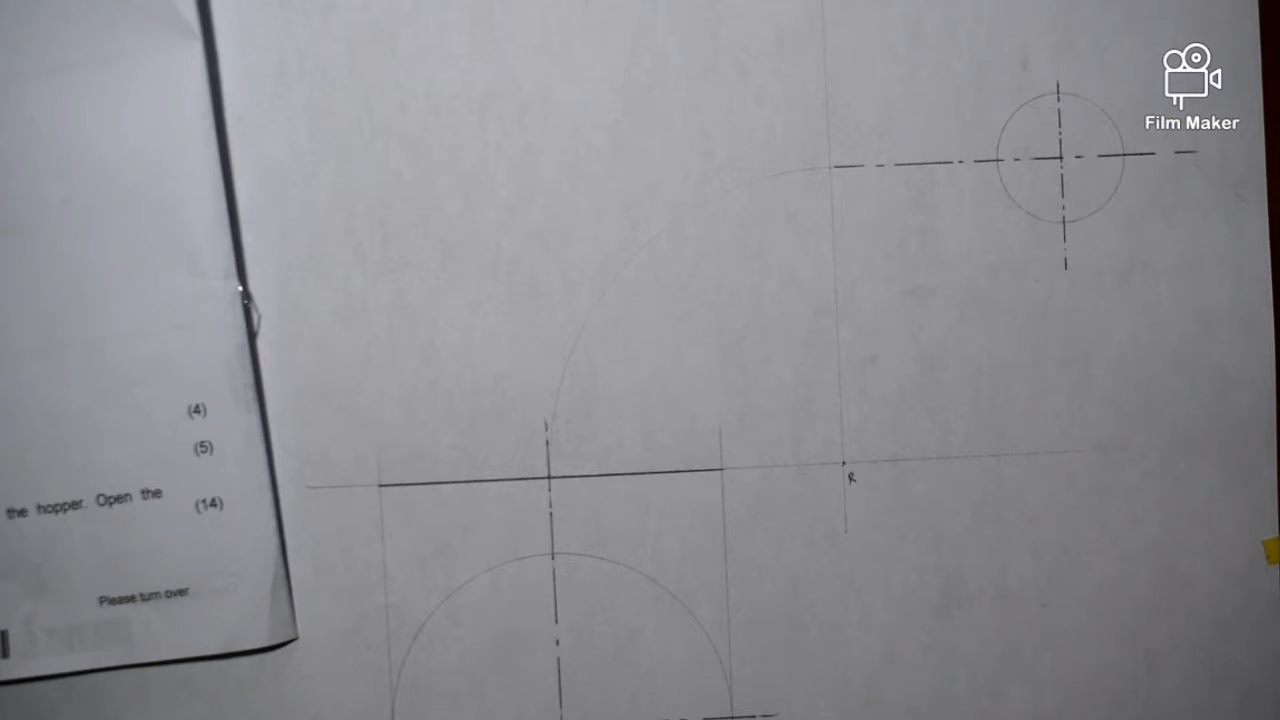 Film Maker
(4)
(5)
the hopper. Open the
(14)
Please turn over
R